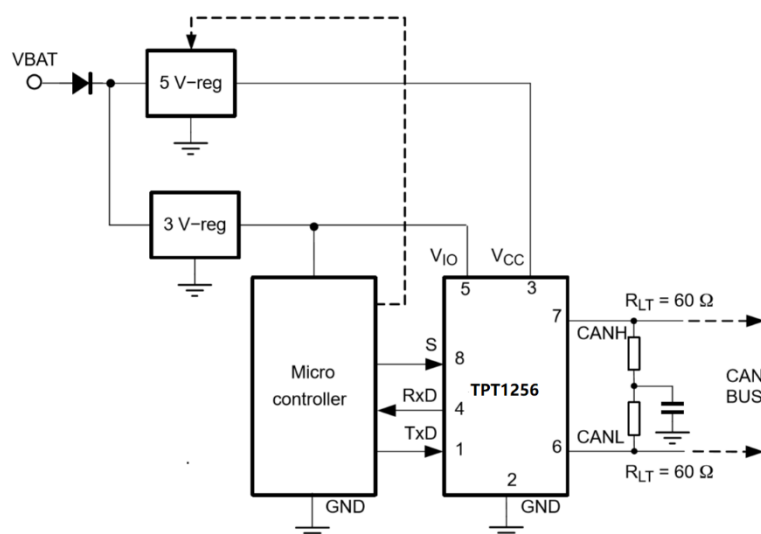 VBAT
5 V−reg
3 V−reg
VIO
VCC
5
3
7
RLT = 60 Ω
CANH
S
8
Micro
controller
TPT1256
CAN
BUS
RxD
4
TxD
1
6
CANL
2
RLT = 60 Ω
GND
GND